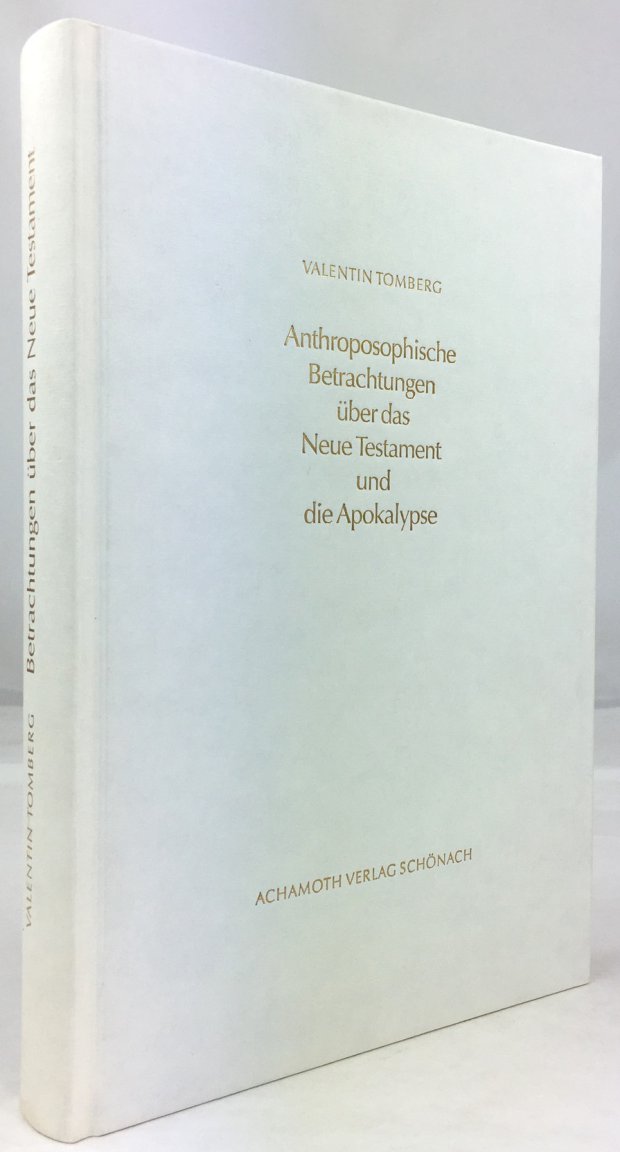 VALENTIN TOMBERG
Anthroposophische
Betrachtungen
über das
Neue Testament
und
die Apokalypse
ACHAMOTH VERLAG SCHÖNACH
VALENTIN TOMBERG Betrachtungen über das Neue Testament